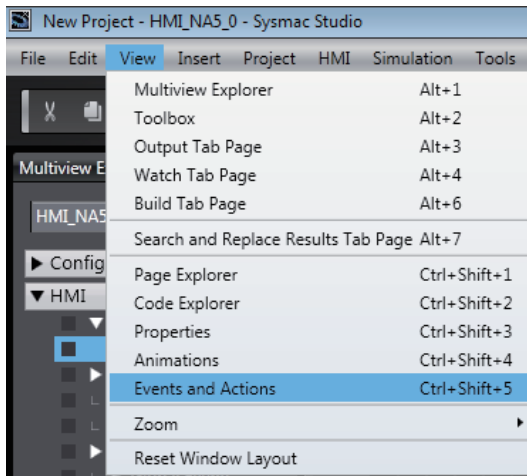 New Project - HMI_NA5_0 - Sysmac Studio
File Edit View Insert Project HMI Simulation Tools
Multiview Explorer Alt+1
Toolbox Alt+2
Output Tab Page Alt+3
Watch Tab Page Alt+4
Build Tab Page Alt+6
Search and Replace Results Tab Page Alt+7
Page Explorer Ctrl+Shift+1
Code Explorer Ctrl+Shift+2
Properties Ctrl+Shift+3
Animations Ctrl+Shift+4
Events and Actions Ctrl+Shift+5
Zoom
Reset Window Layout
Multiview E
HMI_NA5
Config
HMI